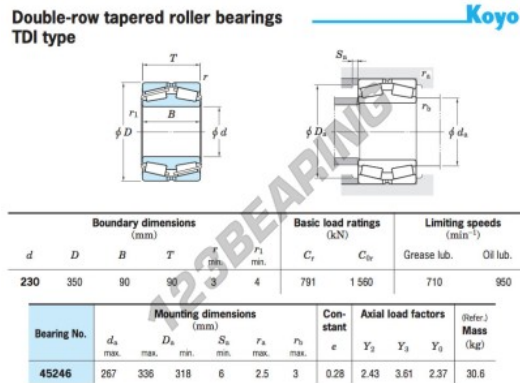 Double-row tapered roller bearings
TDI type
Koyo
T
r
r1
B
φ D
φ d
Sa
ra
rb
φ Da
φ da
123BEARING
Boundary dimensions
(mm)
Basic load ratings
(kN)
Limiting speeds
(min⁻¹)
d D B T r min. r1 min. Cr C0r Grease lub. Oil lub.
230 350 90 90 3 4 791 1 560 710 950
Bearing No.
Mounting dimensions
(mm)
Con-
stant
Axial load factors
(Refer.)
Mass
(kg)
da max. Da max. min. Sa min. ra max. rb max. e Y2 Y3 Y0
45246 267 336 318 6 2.5 3 0.28 2.43 3.61 2.37 30.6